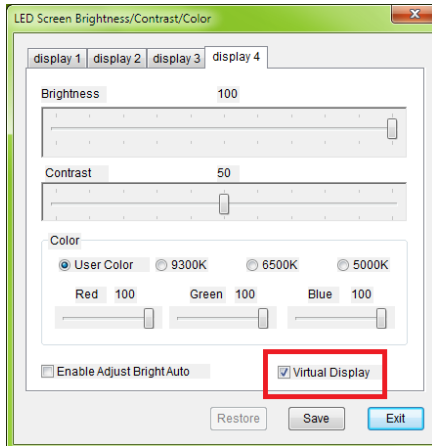 LED Screen Brightness/Contrast/Color
display 1 display 2 display 3 display 4
Brightness 100
Contrast 50
Color
User Color 9300K 6500K 5000K
Red 100 Green 100 Blue 100
Enable Adjust Bright Auto Virtual Display
Restore Save Exit